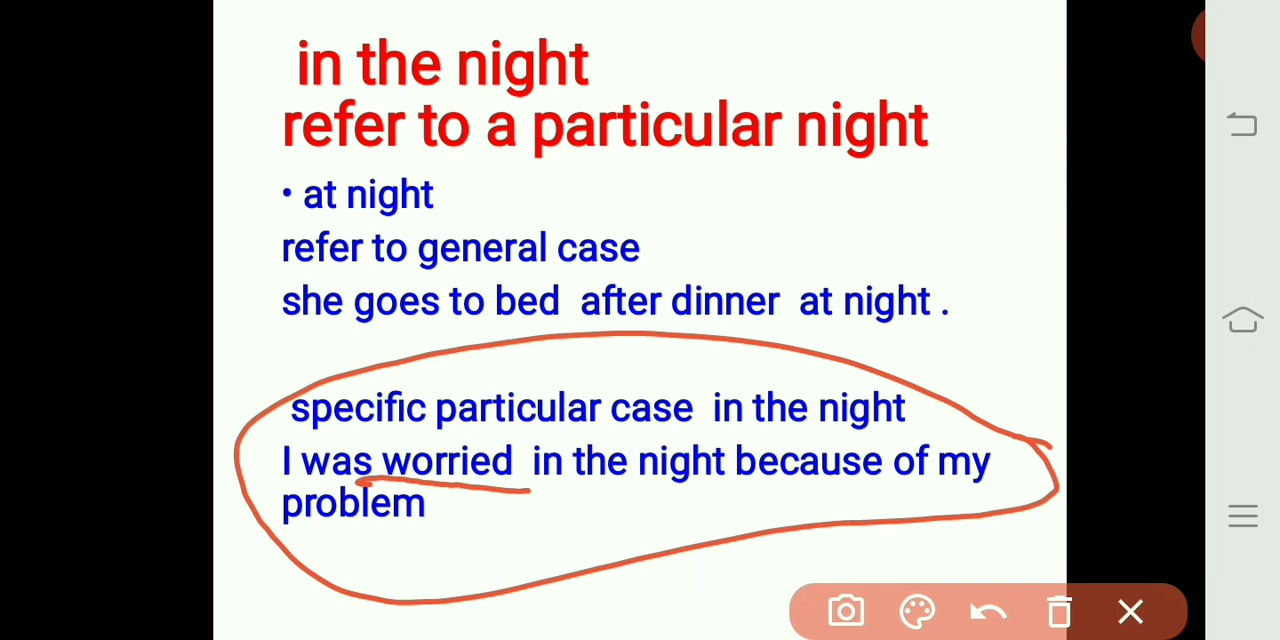 in the night
refer to a particular night
• at night
refer to general case
she goes to bed after dinner at night .
specific particular case in the night
I was worried in the night because of my
problem